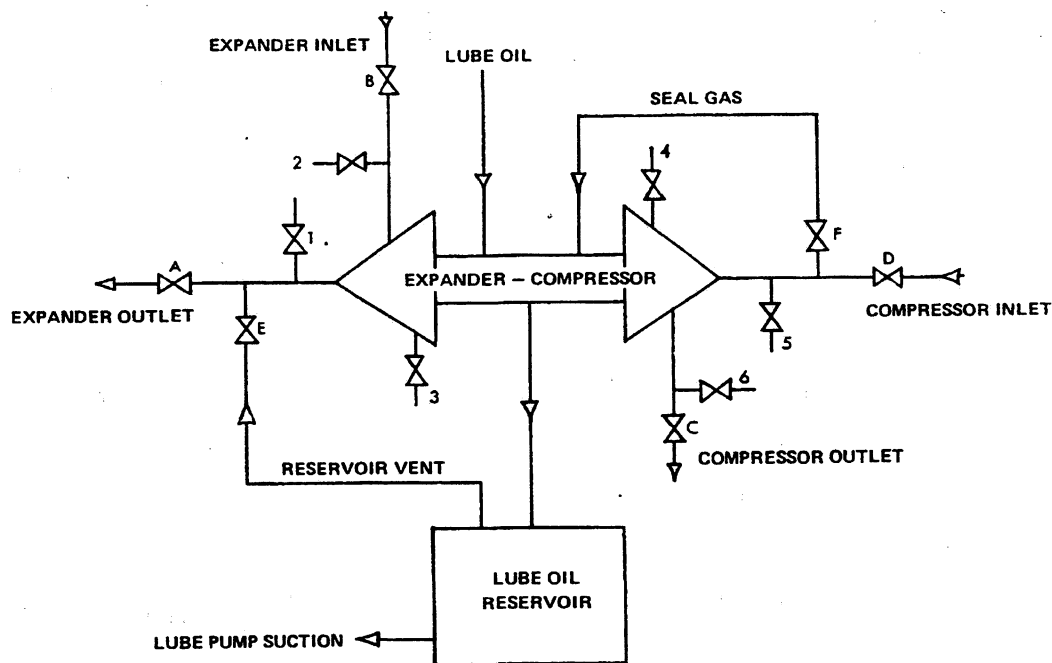 EXPANDER INLET
B
LUBE OIL
SEAL GAS
2
4
1
F
A
D
EXPANDER – COMPRESSOR
EXPANDER OUTLET
E
COMPRESSOR INLET
5
3
6
C
COMPRESSOR OUTLET
RESERVOIR VENT
LUBE OIL
RESERVOIR
LUBE PUMP SUCTION